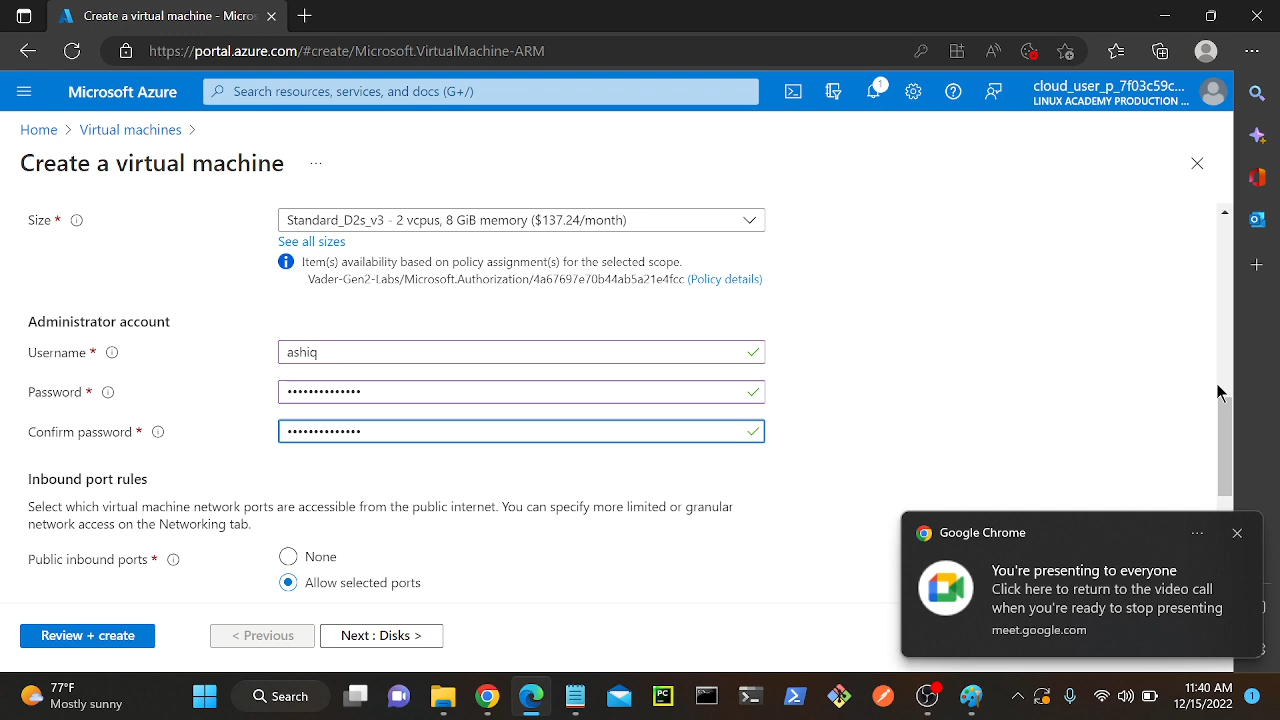 Create a virtual machine - Micros
https://portal.azure.com/#create/Microsoft.VirtualMachine-ARM
Microsoft Azure
Search resources, services, and docs (G+/)
1
cloud_user_p_7f03c59c...
LINUX ACADEMY PRODUCTION ...
Home > Virtual machines >
Create a virtual machine ...
Size *
Standard_D2s_v3 - 2 vcpus, 8 GiB memory ($137.24/month)
See all sizes
Item(s) availability based on policy assignment(s) for the selected scope.
Vader-Gen2-Labs/Microsoft.Authorization/4a67697e70b44ab5a21e4fcc (Policy details)
Administrator account
Username *
ashiq
Password *
••••••••••••••
Confirm password *
••••••••••••••
Inbound port rules
Select which virtual machine network ports are accessible from the public internet. You can specify more limited or granular
network access on the Networking tab.
Public inbound ports *
None
Allow selected ports
Review + create
< Previous
Next : Disks >
Google Chrome
You're presenting to everyone
Click here to return to the video call
when you're ready to stop presenting
meet.google.com
77°F
Mostly sunny
Search
PC
11:40 AM
12/15/2022
1